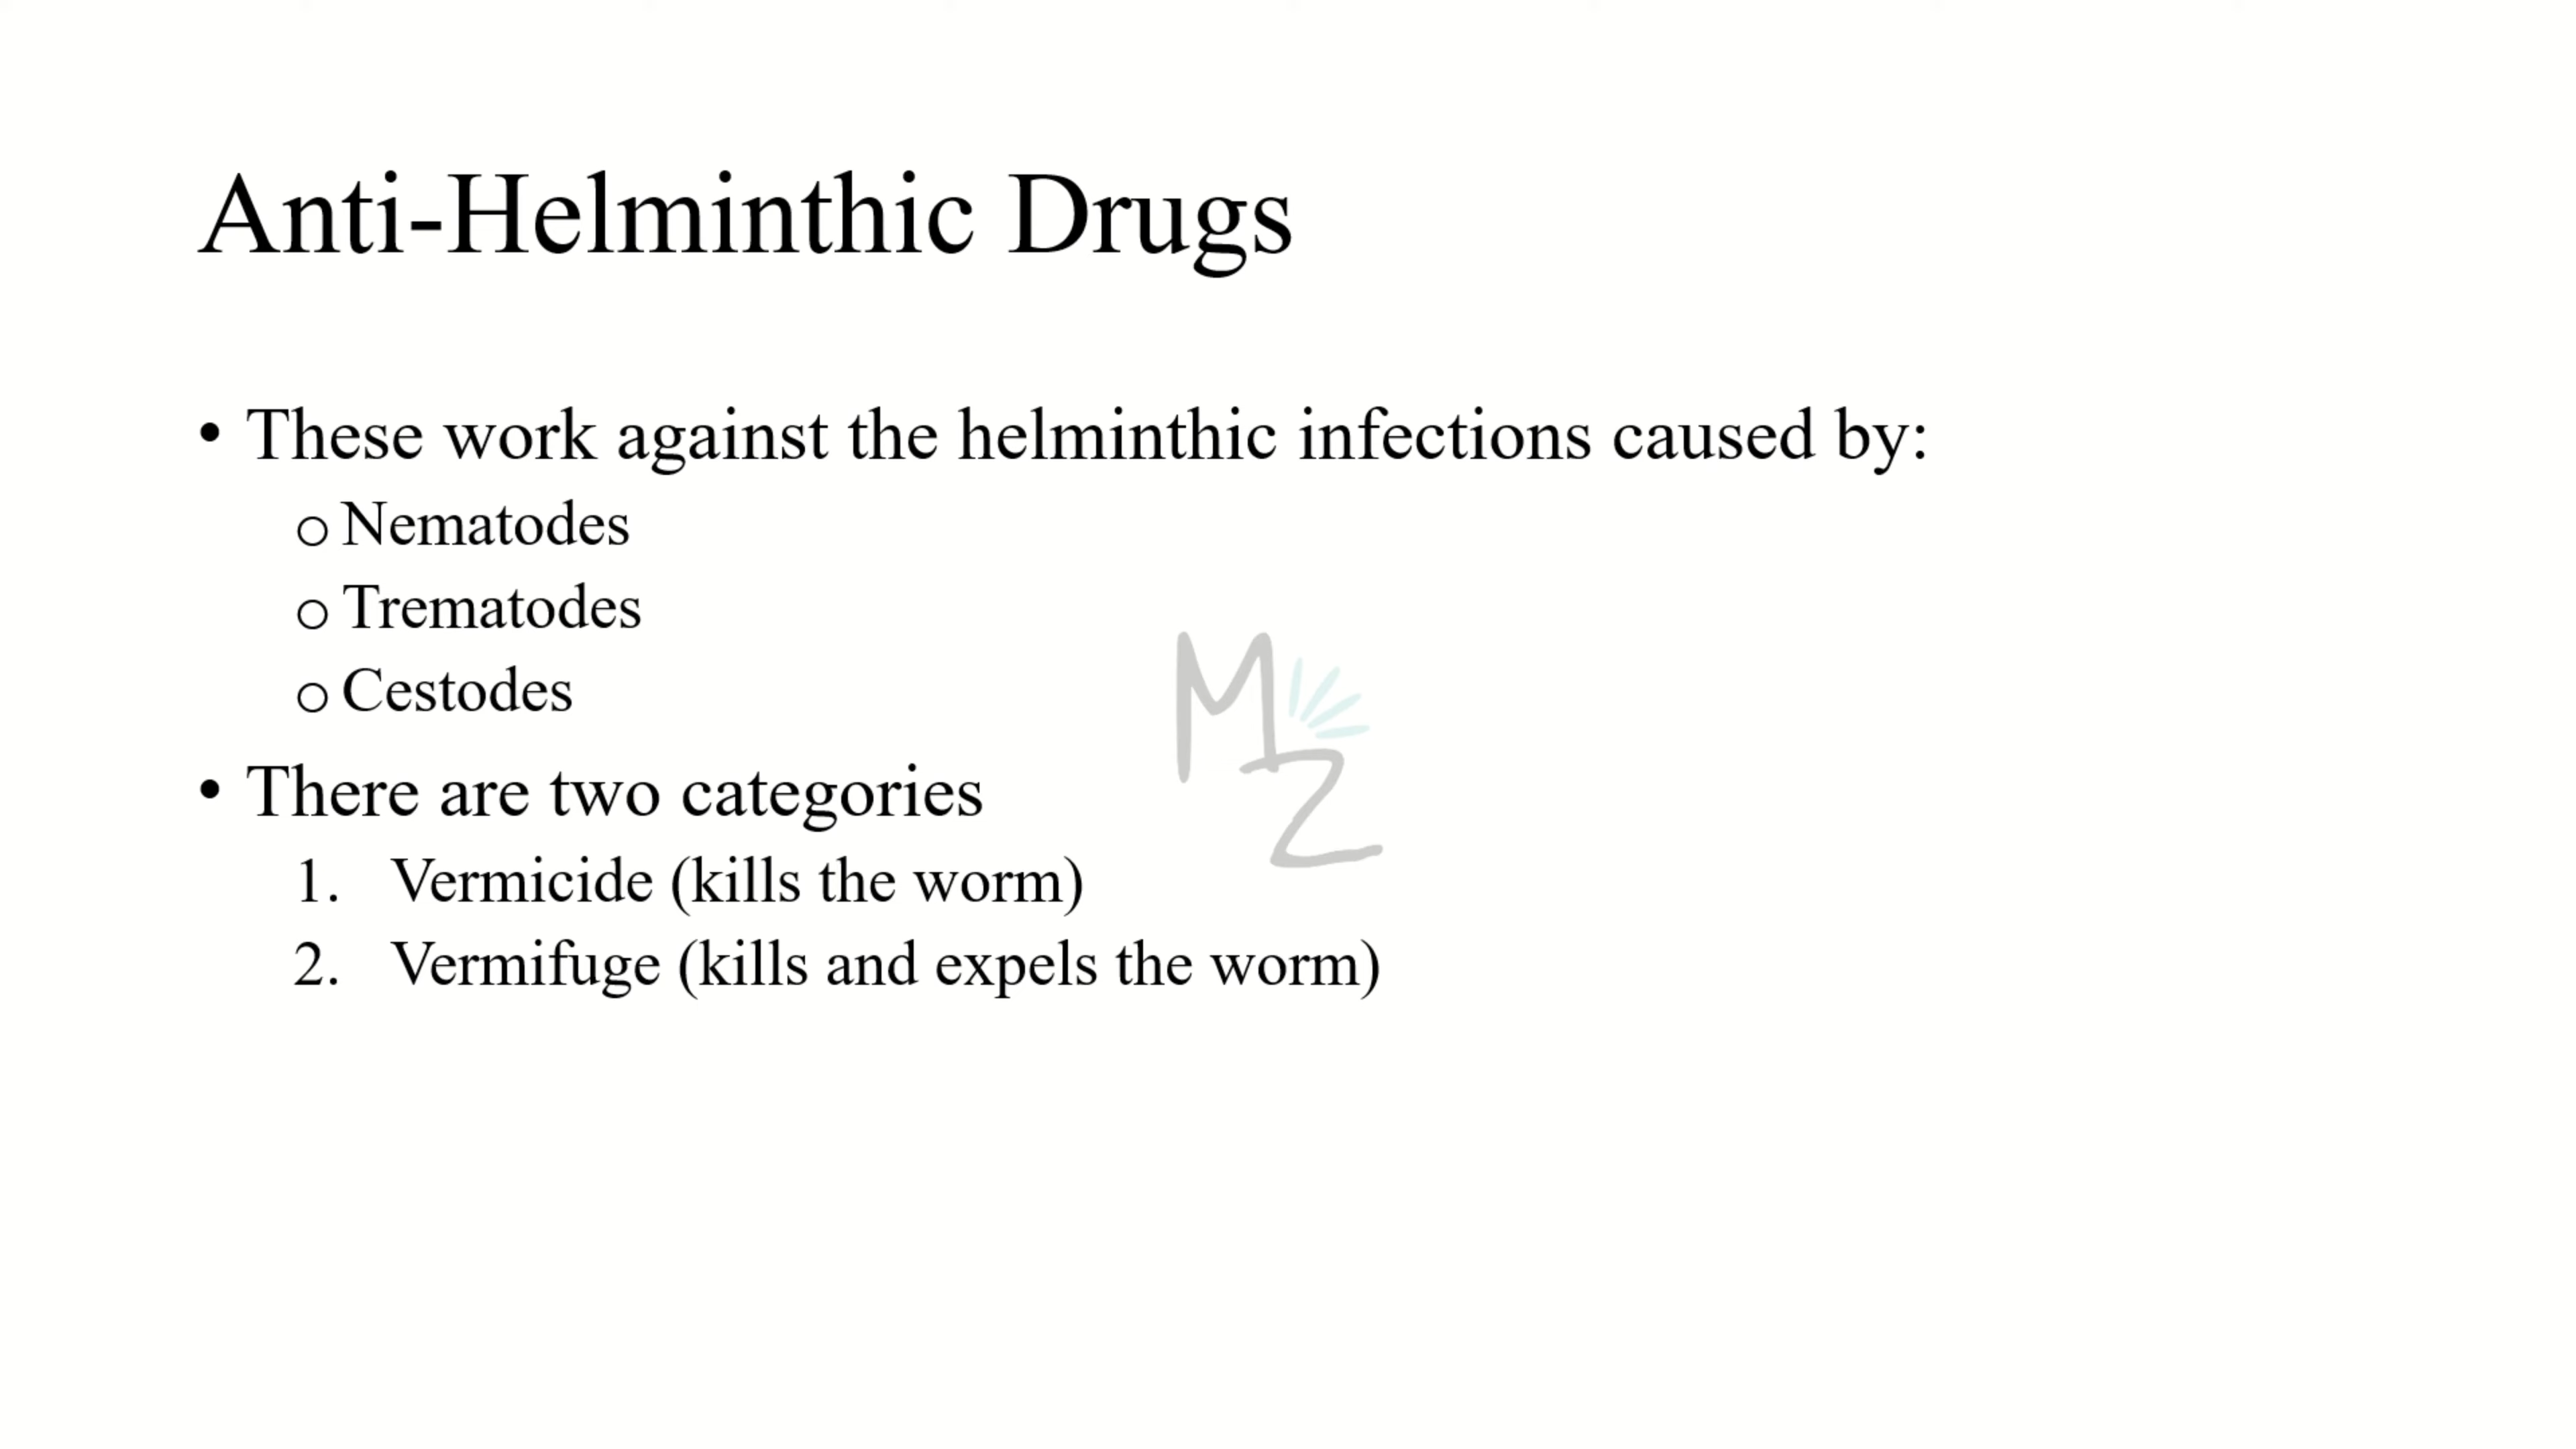 Anti-Helminthic Drugs
• These work against the helminthic infections caused by:
o Nematodes
o Trematodes
o Cestodes
• There are two categories
1. Vermicide (kills the worm)
2. Vermifuge (kills and expels the worm)
MZ